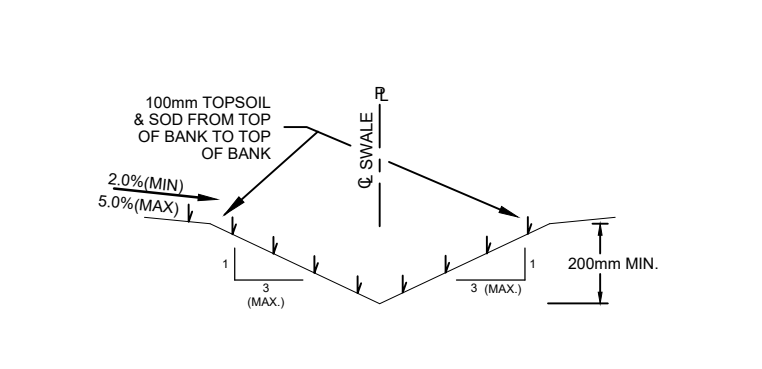 ℄ SWALE
100mm TOPSOIL
& SOD FROM TOP
OF BANK TO TOP
OF BANK
2.0%(MIN)
5.0%(MAX)
1
3
(MAX.)
3 (MAX.)
1
200mm MIN.